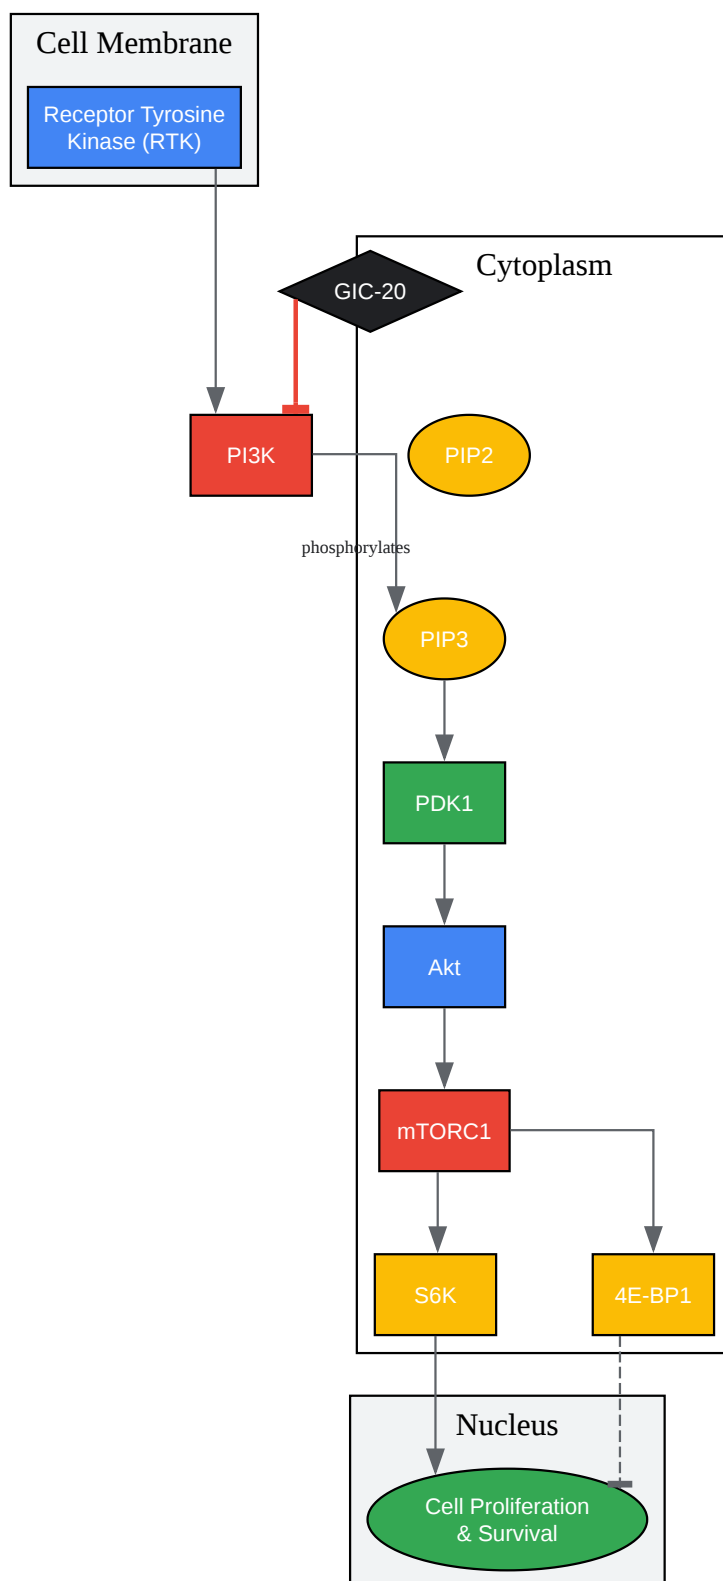 Cell Membrane
Receptor Tyrosine
Kinase (RTK)
Cytoplasm
GIC-20
PI3K
PIP2
phosphorylates
PIP3
PDK1
Akt
mTORC1
S6K
4E-BP1
Nucleus
Cell Proliferation
& Survival